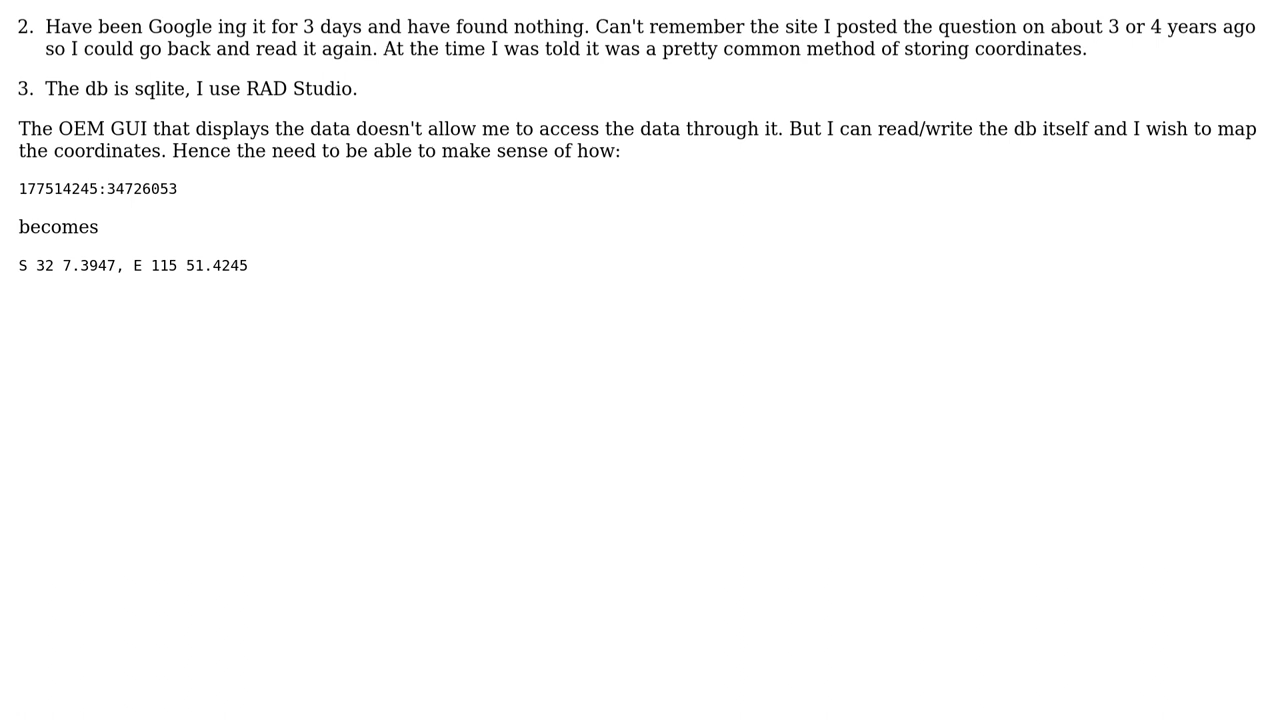 2. Have been Google ing it for 3 days and have found nothing. Can't remember the site I posted the question on about 3 or 4 years ago
so I could go back and read it again. At the time I was told it was a pretty common method of storing coordinates.
3. The db is sqlite, I use RAD Studio.
The OEM GUI that displays the data doesn't allow me to access the data through it. But I can read/write the db itself and I wish to map
the coordinates. Hence the need to be able to make sense of how:
177514245:34726053
becomes
S 32 7.3947, E 115 51.4245